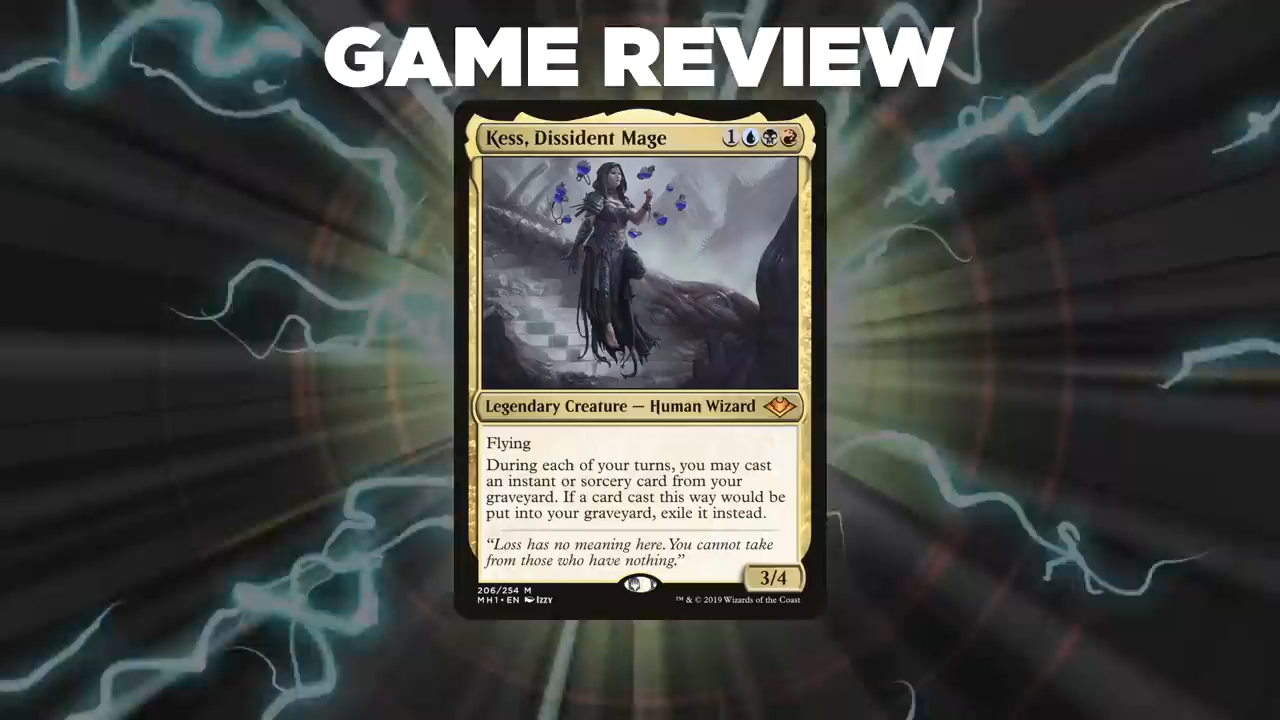 GAME REVIEW
Kess, Dissident Mage 1
Legendary Creature — Human Wizard
Flying
During each of your turns, you may cast
an instant or sorcery card from your
graveyard. If a card cast this way would be
put into your graveyard, exile it instead.
“Loss has no meaning here. You cannot take
from those who have nothing.”
3/4
206/254 M
MH1 • EN Izzy ™ & © 2019 Wizards of the Coast